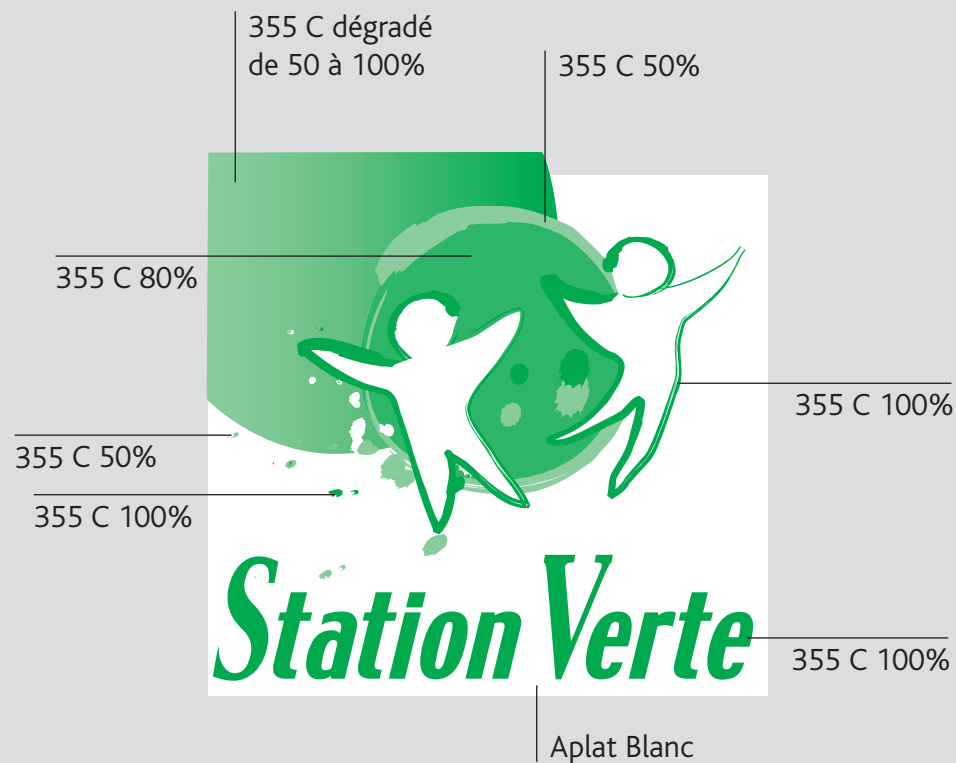 355 C dégradé
de 50 à 100%
355 C 50%
355 C 80%
355 C 100%
355 C 50%
355 C 100%
Station Verte
355 C 100%
Aplat Blanc